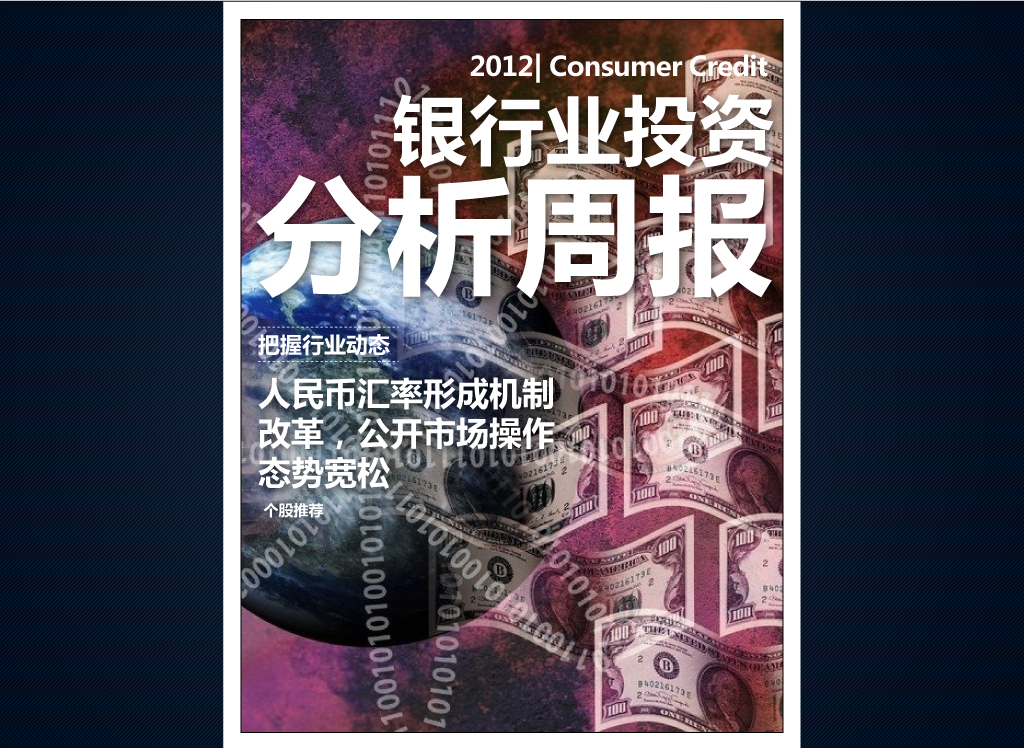 2012| Consumer Credit
银行业投资
分析周报
把握行业动态
人民币汇率形成机制
改革，公开市场操作
态势宽松
个股推荐